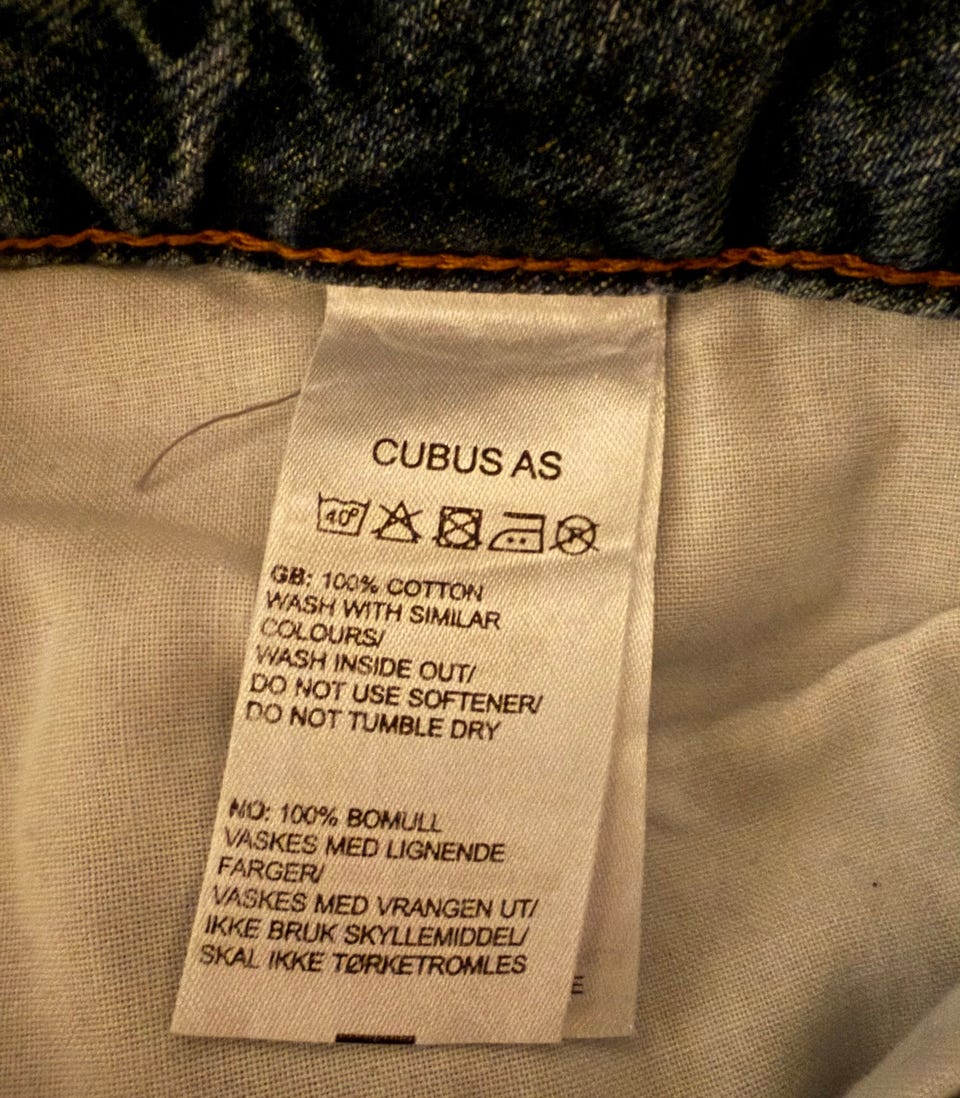 CUBUS AS
40°
P
GB: 100% COTTON
WASH WITH SIMILAR
COLOURS/
WASH INSIDE OUT/
DO NOT USE SOFTENER/
DO NOT TUMBLE DRY
NO: 100% BOMULL
VASKES MED LIGNENDE
FARGER/
VASKES MED VRANGEN UT/
IKKE BRUK SKYLLEMIDDEL/
SKAL IKKE TØRKETROMLES
E